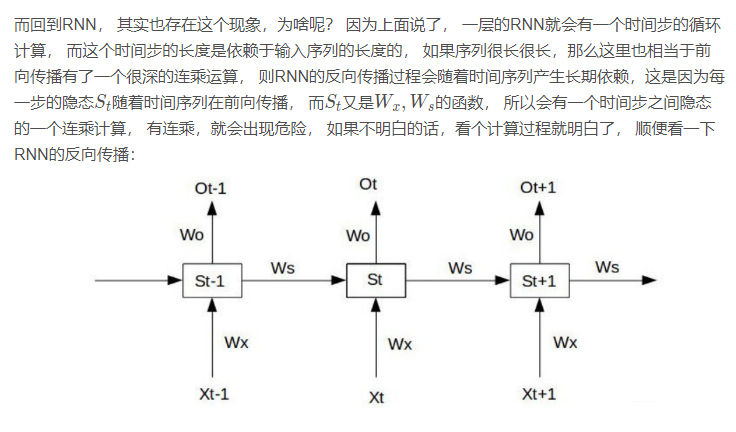 而回到RNN， 其实也存在这个现象，为啥呢？ 因为上面说了， 一层的RNN就会有一个时间步的循环
计算， 而这个时间步的长度是依赖于输入序列的长度的， 如果序列很长很长，那么这里也相当于前
向传播有了一个很深的连乘运算， 则RNN的反向传播过程会随着时间序列产生长期依赖，这是因为每
一步的隐态S_t随着时间序列在前向传播， 而S_t又是W_x, W_s的函数， 所以会有一个时间步之间隐态
的一个连乘计算， 有连乘，就会出现危险， 如果不明白的话，看个计算过程就明白了， 顺便看一下
RNN的反向传播：
Ot-1 Ot Ot+1
Wo Wo Wo
Ws Ws Ws
St-1 St St+1
Wx Wx Wx
Xt-1 Xt Xt+1